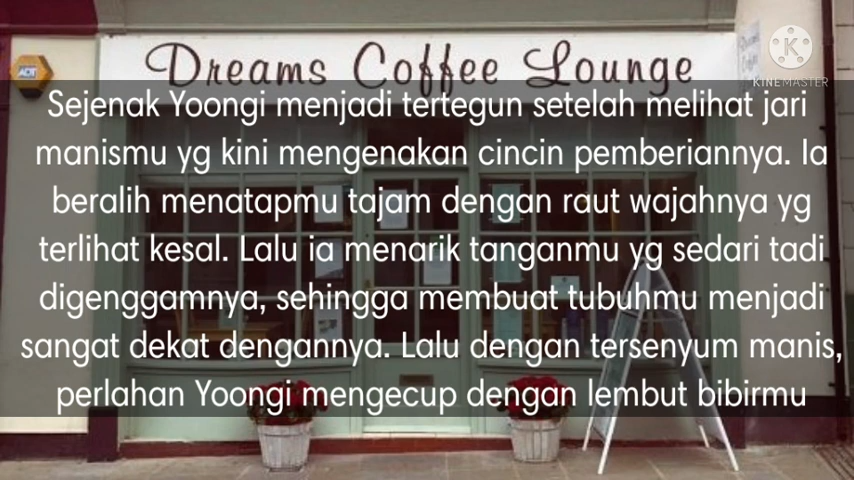 Dreams Coffee Lounge
ADT
K
KINEMASTER
Sejenak Yoongi menjadi tertegun setelah melihat jari
manismu yg kini mengenakan cincin pemberiannya. Ia
beralih menatapmu tajam dengan raut wajahnya yg
terlihat kesal. Lalu ia menarik tanganmu yg sedari tadi
digenggamnya, sehingga membuat tubuhmu menjadi
sangat dekat dengannya. Lalu dengan tersenyum manis,
perlahan Yoongi mengecup dengan lembut bibirmu